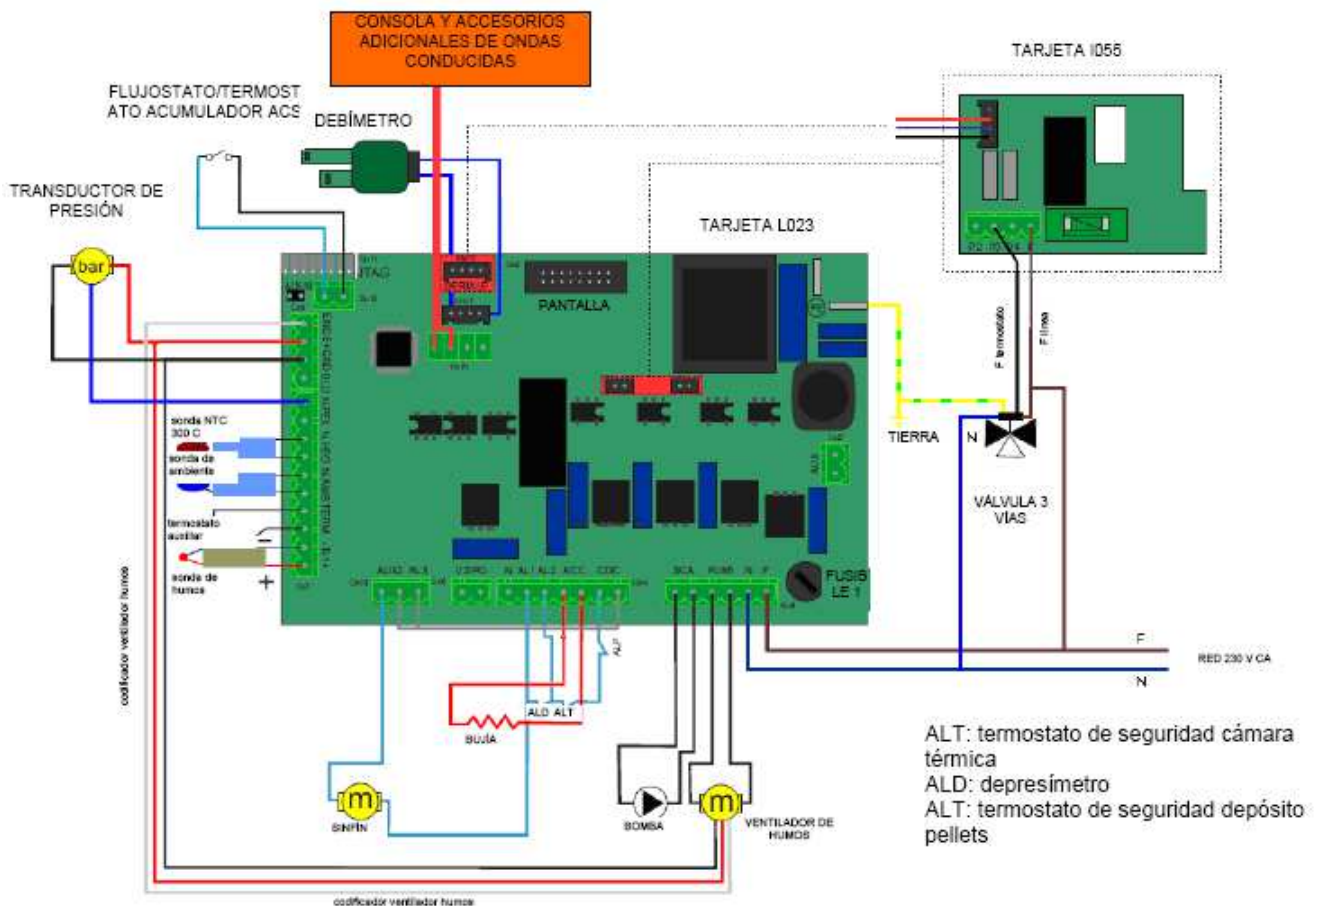 CONSOLA Y ACCESORIOS
ADICIONALES DE ONDAS
CONDUCIDAS
TARJETA I055
FLUJOSTATO/TERMOST
ATO ACUMULADOR ACS
DEBÍMETRO
TRANSDUCTOR DE
PRESIÓN
bar
TARJETA L023
JTAG
PANTALLA
F termostato
F línea
sonda NTC
300 C
sonda de
ambiente
termostato
auxiliar
sonda de
humos
−
+
TIERRA
N
VÁLVULA 3
VÍAS
FUSIB
LE 1
codificador ventilador humos
ALP
F
RED 230 V CA
N
ALD ALT
BUJÍA
m
SINFÍN
BOMBA
m
VENTILADOR DE
HUMOS
ALT: termostato de seguridad cámara
térmica
ALD: depresímetro
ALT: termostato de seguridad depósito
pellets
codificador ventilador humos